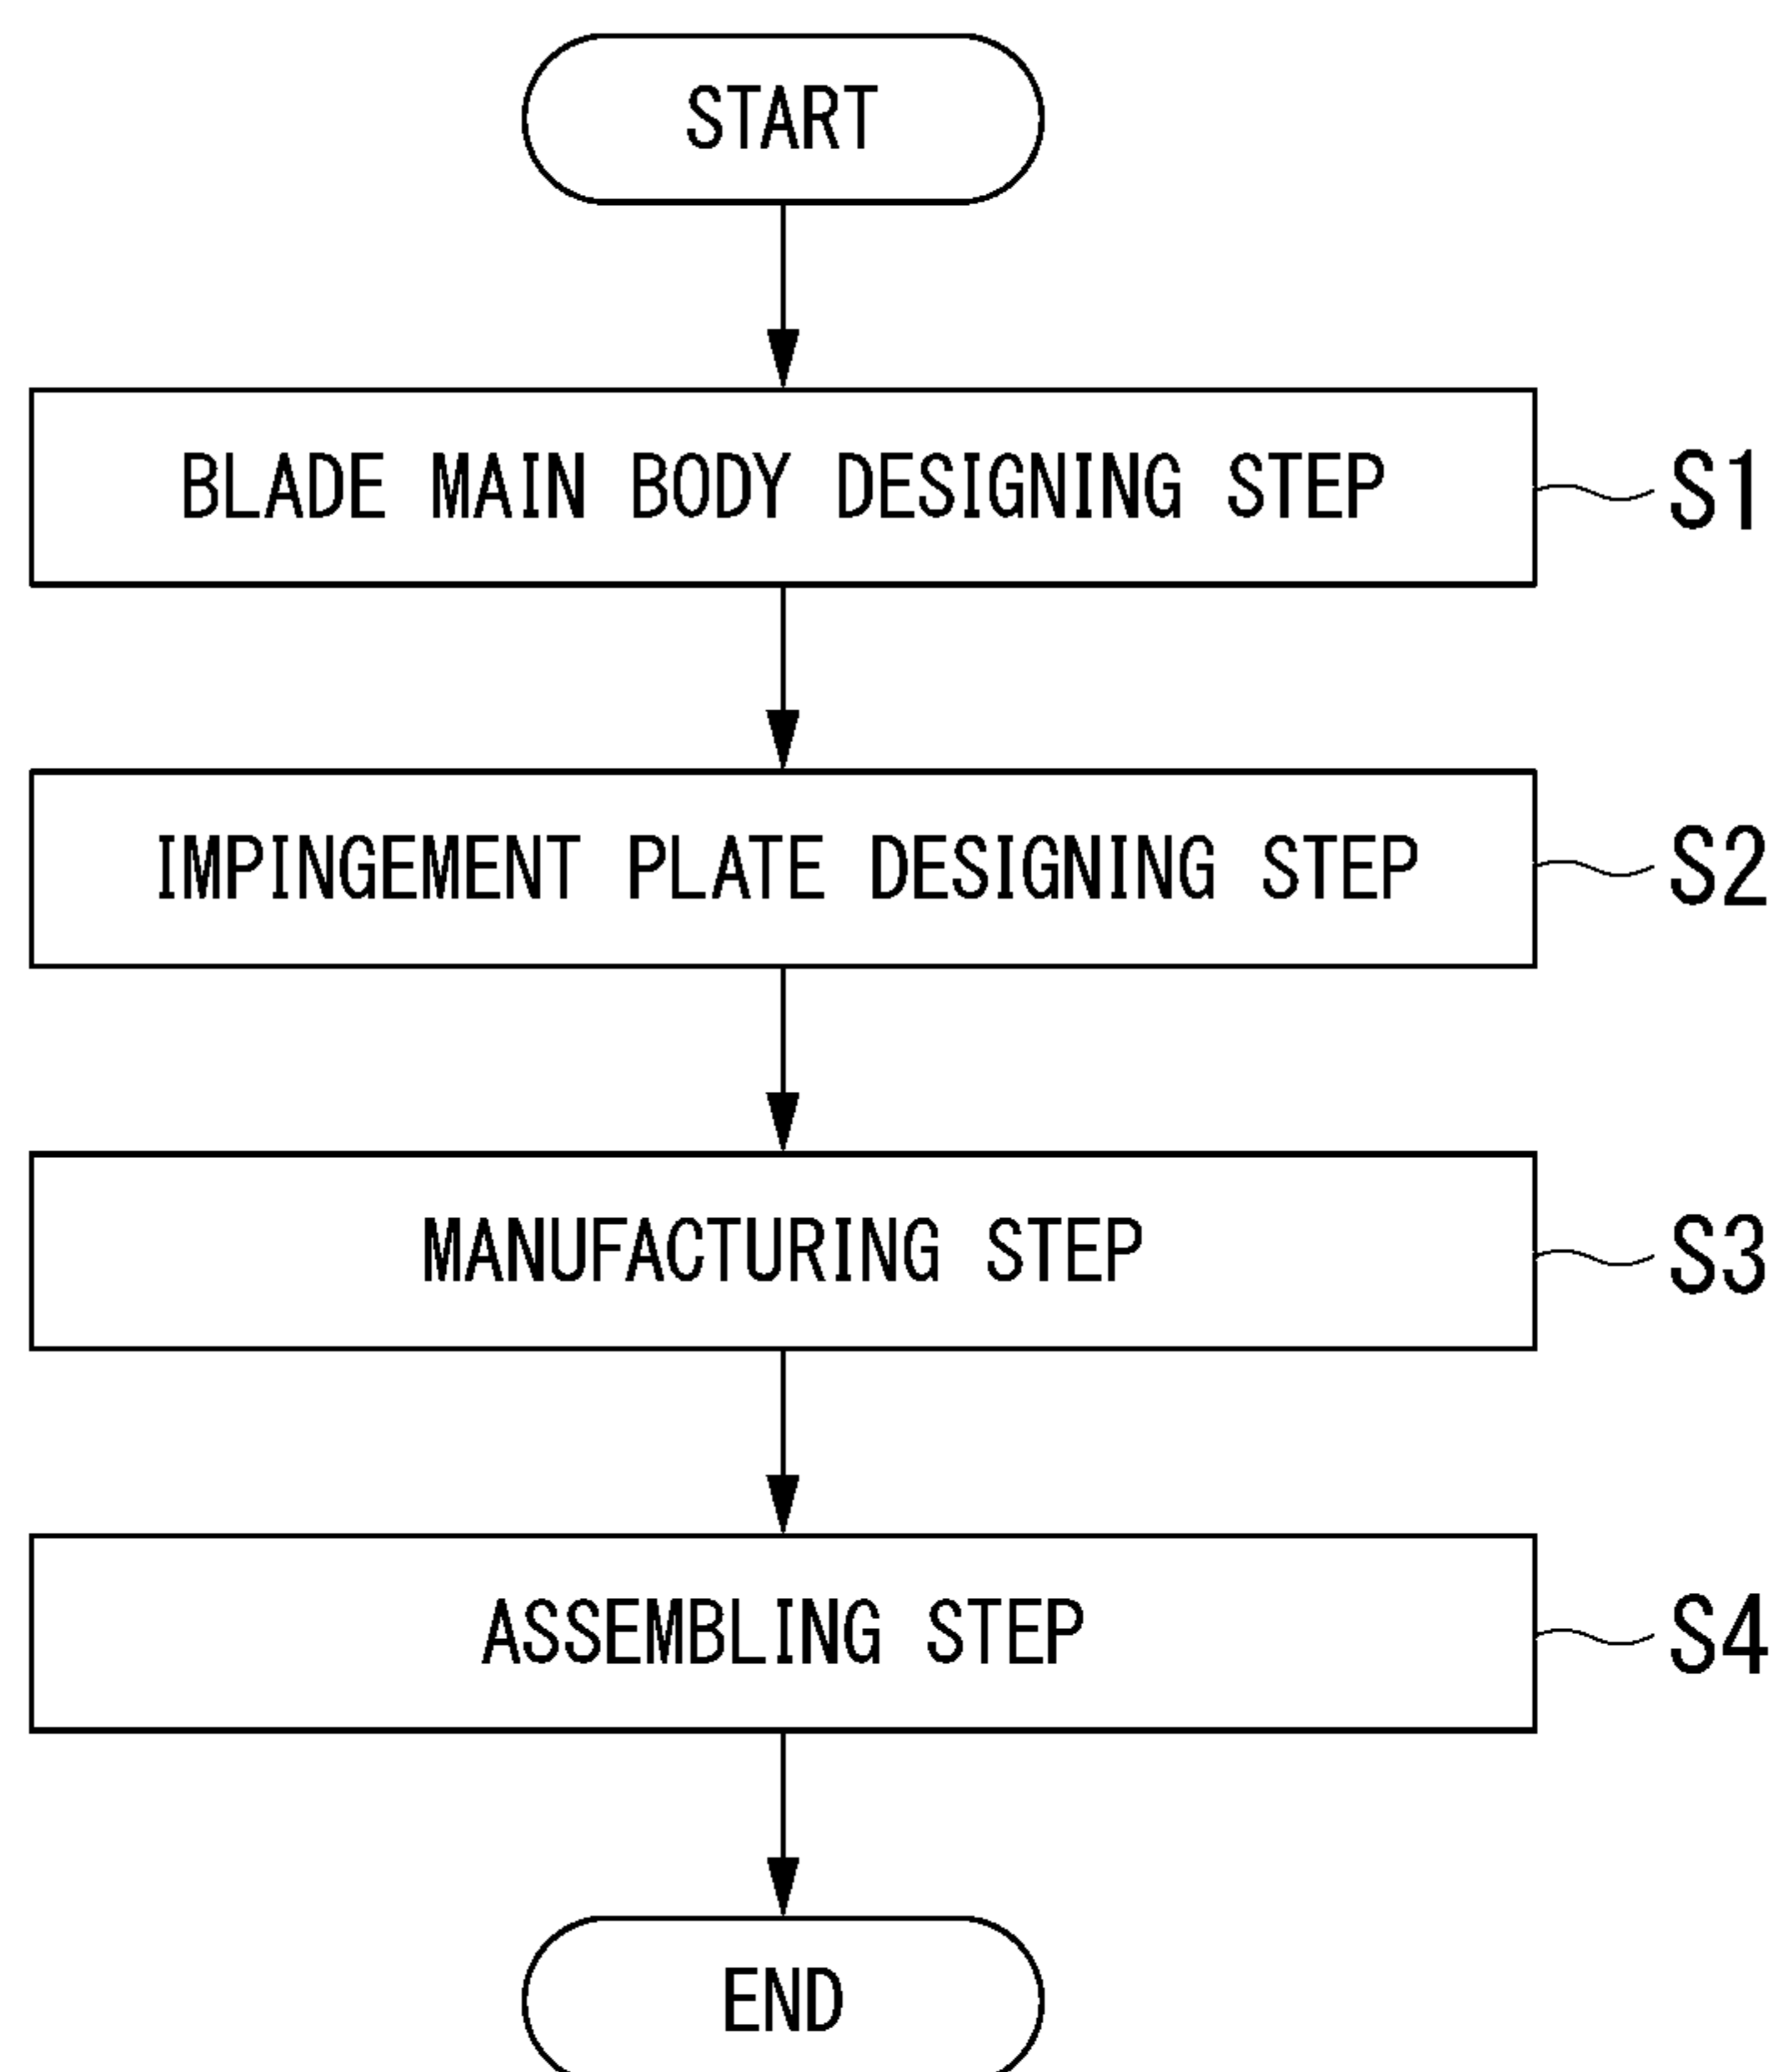 START
BLADE MAIN BODY DESIGNING STEP
S1
IMPINGEMENT PLATE DESIGNING STEP
S2
MANUFACTURING STEP
S3
ASSEMBLING STEP
S4
END